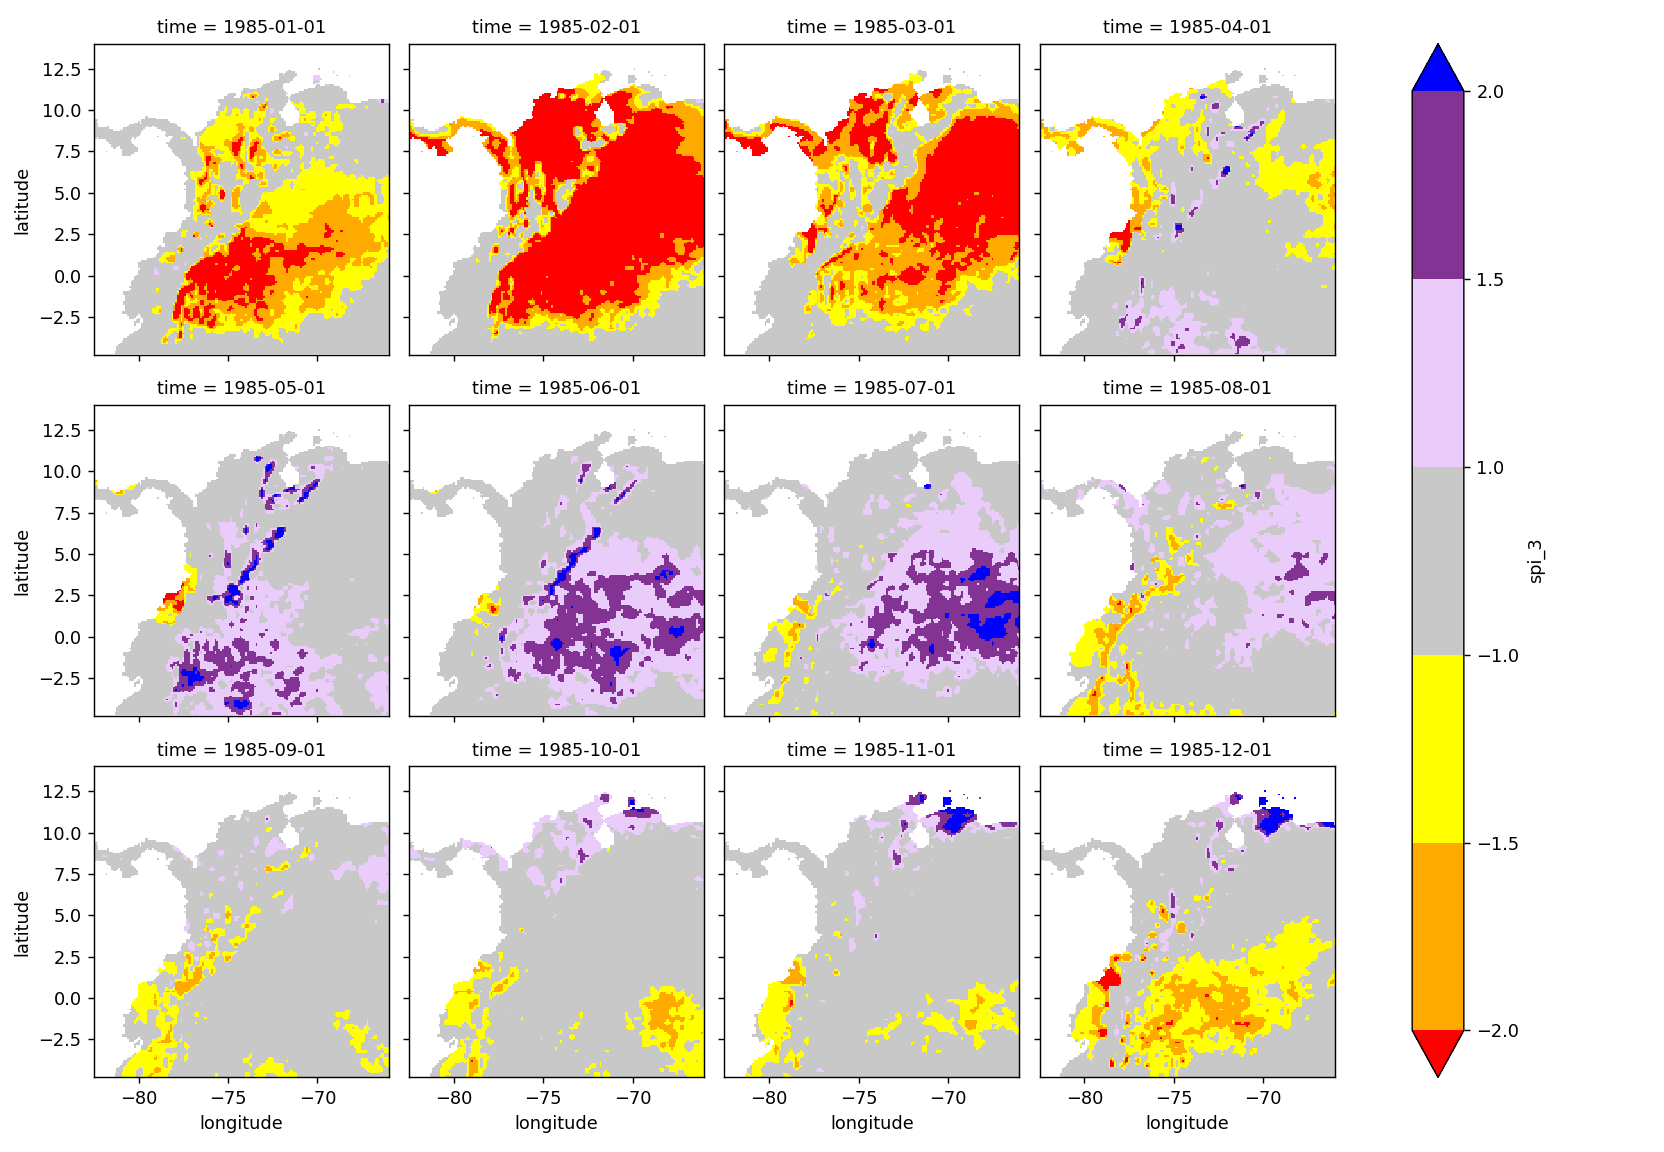 time = 1985-01-01
time = 1985-02-01
time = 1985-03-01
time = 1985-04-01
12.5
10.0
7.5
5.0
2.5
0.0
−2.5
latitude
time = 1985-05-01
time = 1985-06-01
time = 1985-07-01
time = 1985-08-01
12.5
10.0
7.5
5.0
2.5
0.0
−2.5
latitude
time = 1985-09-01
time = 1985-10-01
time = 1985-11-01
time = 1985-12-01
12.5
10.0
7.5
5.0
2.5
0.0
−2.5
latitude
−80 −75 −70
longitude
−80 −75 −70
longitude
−80 −75 −70
longitude
−80 −75 −70
longitude
2.0
1.5
1.0
−1.0
−1.5
−2.0
spi_3